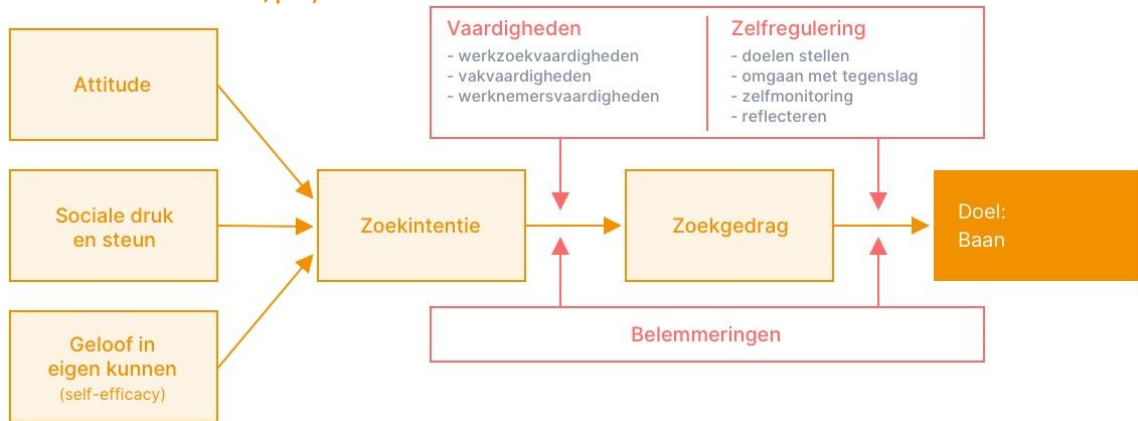 Attitude
Sociale druk
en steun
Geloof in
eigen kunnen
(self-efficacy)
Zoekintentie
Vaardigheden
- werkzoekvaardigheden
- vakvaardigheden
- werknemersvaardigheden
Zelfregulering
- doelen stellen
- omgaan met tegenslag
- zelfmonitoring
- reflecteren
Zoekgedrag
Belemmeringen
Doel:
Baan